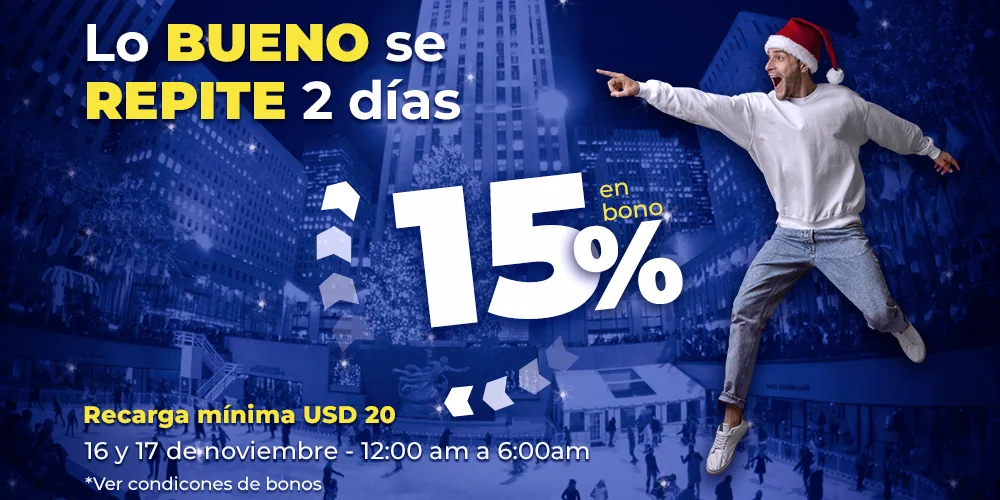 Lo BUENO se
REPITE 2 días
15%
en
bono
Recarga mínima USD 20
16 y 17 de noviembre - 12:00 am a 6:00am
*Ver condicones de bonos